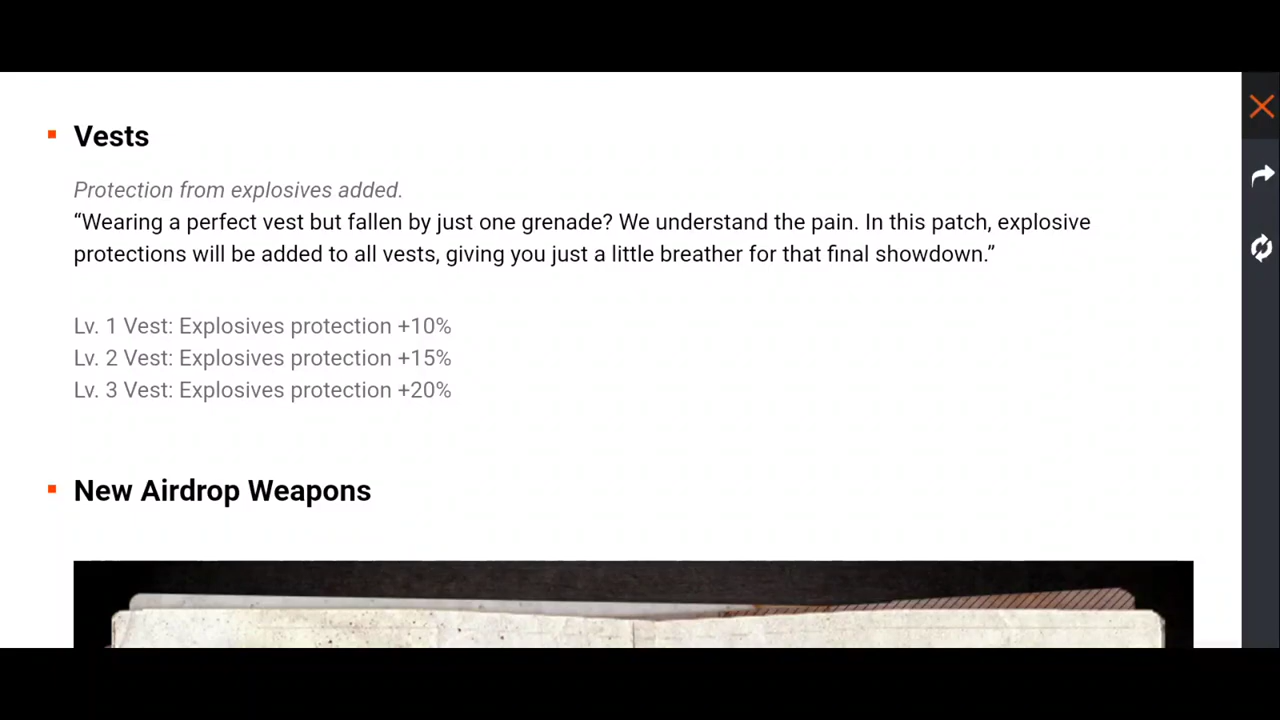 Vests
Protection from explosives added.
“Wearing a perfect vest but fallen by just one grenade? We understand the pain. In this patch, explosive
protections will be added to all vests, giving you just a little breather for that final showdown.”
Lv. 1 Vest: Explosives protection +10%
Lv. 2 Vest: Explosives protection +15%
Lv. 3 Vest: Explosives protection +20%
New Airdrop Weapons